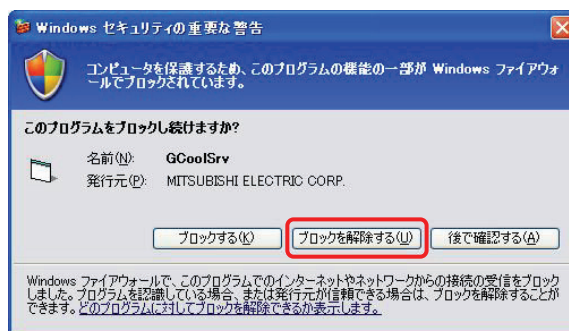 Windows セキュリティの重要な警告
コンピュータを保護するため、このプログラムの機能の一部が Windows ファイアウォ
ールでブロックされています。
このプログラムをブロックし続けますか?
名前(N): GCoolSrv
発行元(P): MITSUBISHI ELECTRIC CORP.
ブロックする(K) ブロックを解除する(U) 後で確認する(A)
Windows ファイアウォールで、このプログラムでのインターネットやネットワークからの接続の受信をブロック
しました。プログラムを認識している場合、または発行元が信頼できる場合は、ブロックを解除することが
できます。どのプログラムに対してブロックを解除できるか表示します。